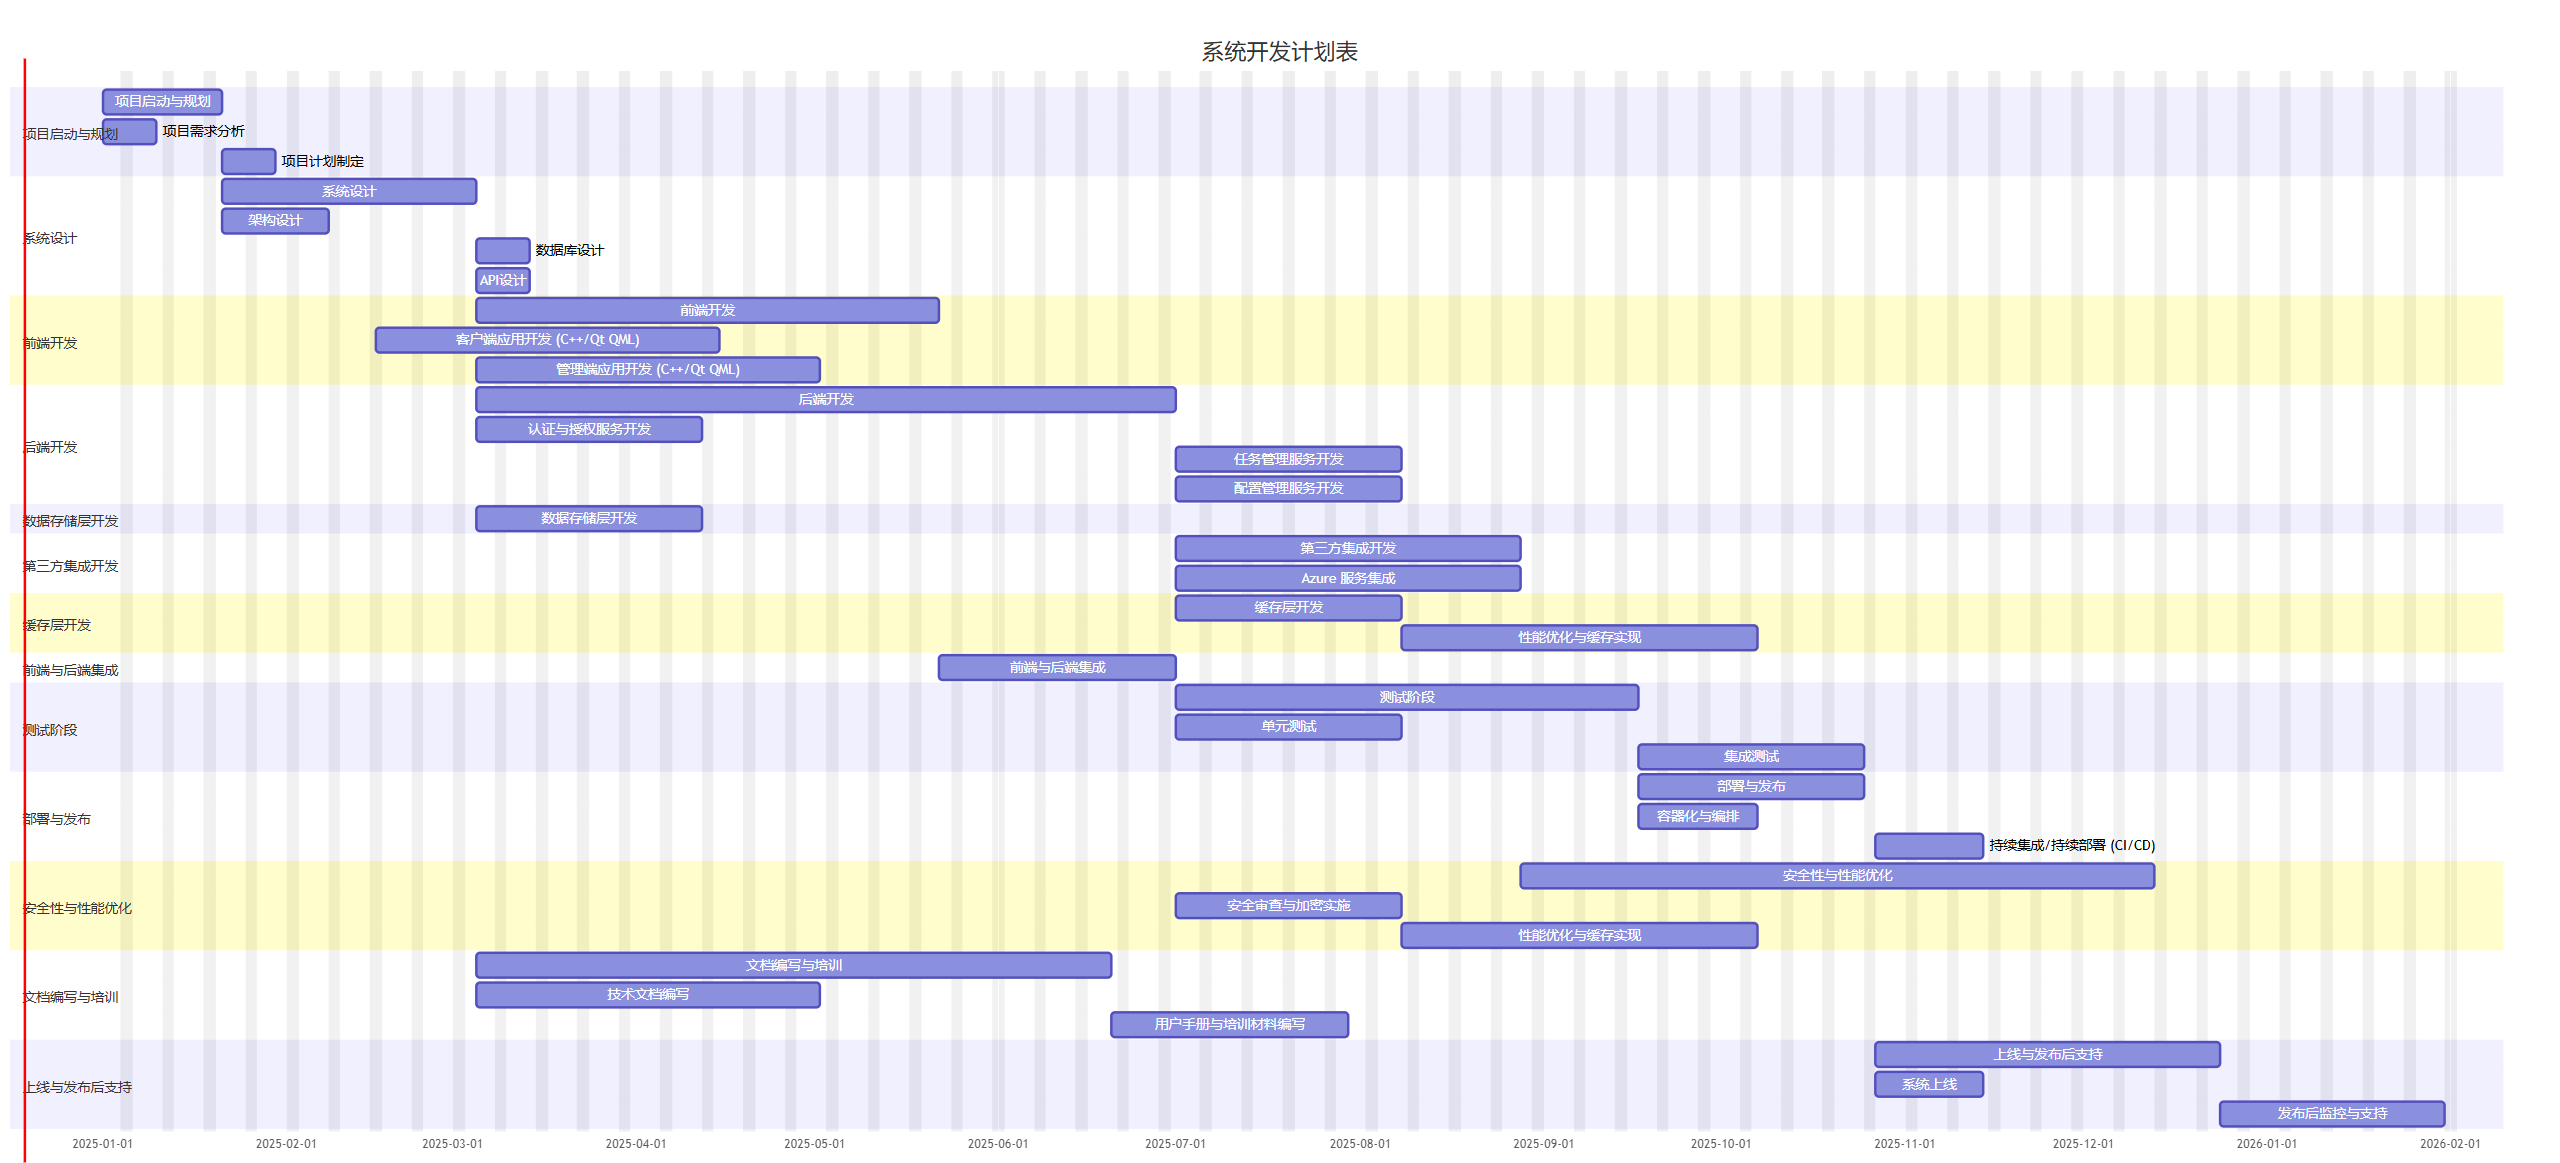 系统开发计划表
项目启动与规划
项目启动与规划
项目需求分析
项目计划制定
系统设计
系统设计
架构设计
数据库设计
API设计
前端开发
前端开发
客户端应用开发 (C++/Qt QML)
管理端应用开发 (C++/Qt QML)
后端开发
后端开发
认证与授权服务开发
任务管理服务开发
配置管理服务开发
数据存储层开发
数据存储层开发
第三方集成开发
第三方集成开发
Azure 服务集成
缓存层开发
缓存层开发
性能优化与缓存实现
前端与后端集成
前端与后端集成
测试阶段
测试阶段
单元测试
集成测试
部署与发布
部署与发布
容器化与编排
持续集成/持续部署 (CI/CD)
安全性与性能优化
安全性与性能优化
安全审查与加密实施
性能优化与缓存实现
文档编写与培训
文档编写与培训
技术文档编写
用户手册与培训材料编写
上线与发布后支持
上线与发布后支持
系统上线
发布后监控与支持
2025-01-01 2025-02-01 2025-03-01 2025-04-01 2025-05-01 2025-06-01 2025-07-01 2025-08-01 2025-09-01 2025-10-01 2025-11-01 2025-12-01 2026-01-01 2026-02-01